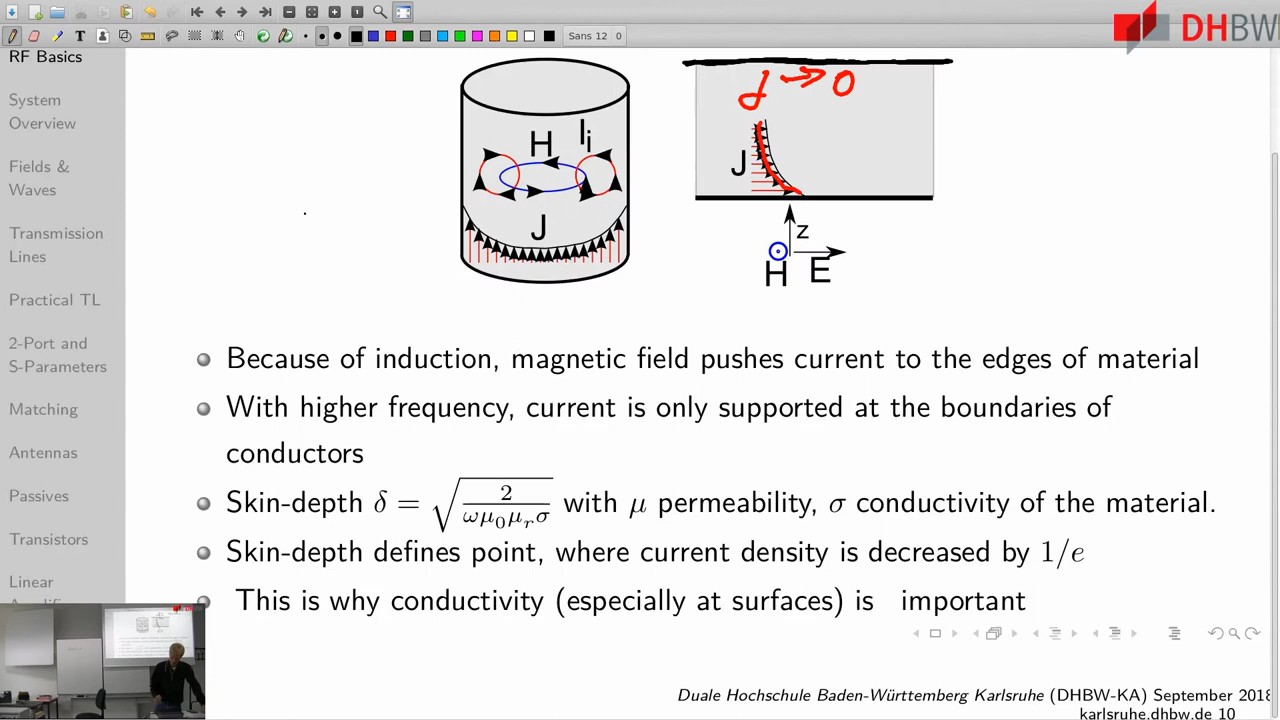 Sans 12 0
DHBW
RF Basics
System
Overview
Fields &
Waves
Transmission
Lines
Practical TL
2-Port and
S-Parameters
Matching
Antennas
Passives
Transistors
Linear
H
I_i
J
d → 0
J
z
H
E
Because of induction, magnetic field pushes current to the edges of material
With higher frequency, current is only supported at the boundaries of
conductors
Skin-depth δ = √(2/(ωμ₀μᵣσ)) with μ permeability, σ conductivity of the material.
Skin-depth defines point, where current density is decreased by 1/e
This is why conductivity (especially at surfaces) is important
Duale Hochschule Baden-Württemberg Karlsruhe (DHBW-KA) September 2018
karlsruhe.dhbw.de 10